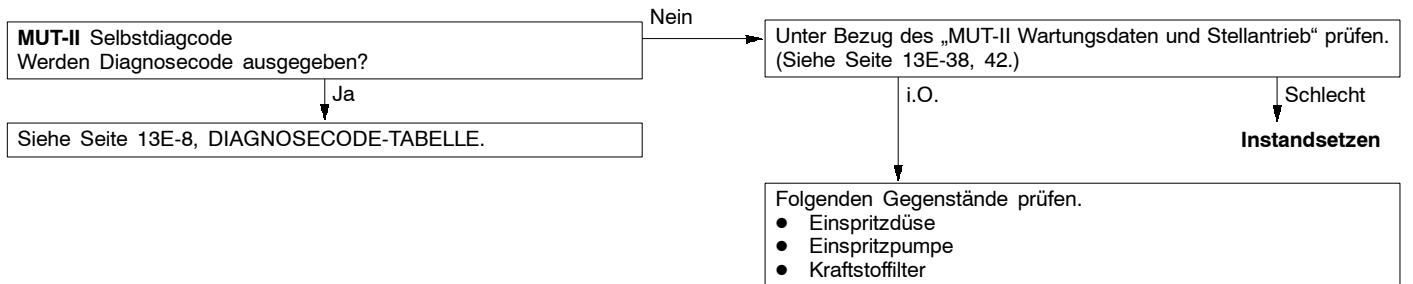 MUT-II Selbstdiagcode
Werden Diagnosecode ausgegeben?
Nein
Ja
Siehe Seite 13E-8, DIAGNOSECODE-TABELLE.
Unter Bezug des „MUT-II Wartungsdaten und Stellantrieb“ prüfen.
(Siehe Seite 13E-38, 42.)
i.O.
Schlecht
Instandsetzen
Folgenden Gegenstände prüfen.
● Einspritzdüse
● Einspritzpumpe
● Kraftstoffilter